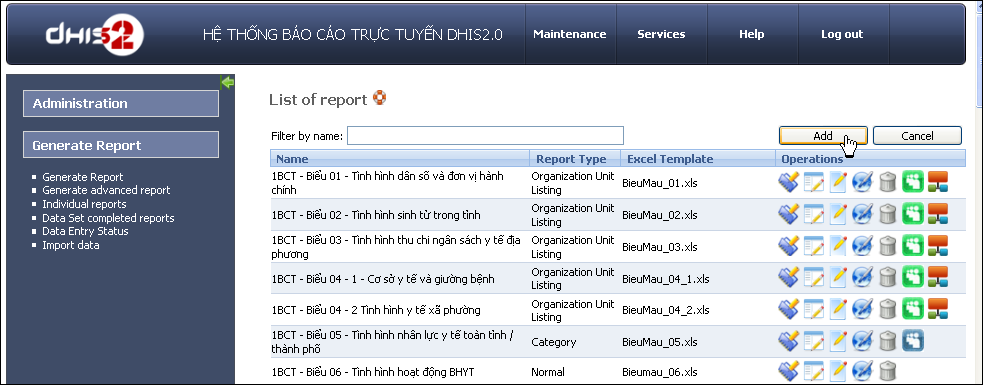 DHIS2
HỆ THỐNG BÁO CÁO TRỰC TUYẾN DHIS2.0
Maintenance
Services
Help
Log out
Administration
Generate Report
Generate Report
Generate advanced report
Individual reports
Data Set completed reports
Data Entry Status
Import data
List of report
Filter by name:
Add
Cancel
Name Report Type Excel Template Operations
1BCT - Biểu 01 - Tình hình dân số và đơn vị hành
chính
Organization Unit
Listing
BieuMau_01.xls
1BCT - Biểu 02 - Tình hình sinh tử trong tỉnh
Organization Unit
Listing
BieuMau_02.xls
1BCT - Biểu 03 - Tình hình thu chi ngân sách y tế địa
phương
Organization Unit
Listing
BieuMau_03.xls
1BCT - Biểu 04 - 1 - Cơ sở y tế và giường bệnh
Organization Unit
Listing
BieuMau_04_1.xls
1BCT - Biểu 04 - 2 Tình hình y tế xã phường
Organization Unit
Listing
BieuMau_04_2.xls
1BCT - Biểu 05 - Tình hình nhân lực y tế toàn tỉnh /
thành phố
Category
BieuMau_05.xls
1BCT - Biểu 06 - Tình hình hoạt động BHYT
Normal
Bieumau_06.xls